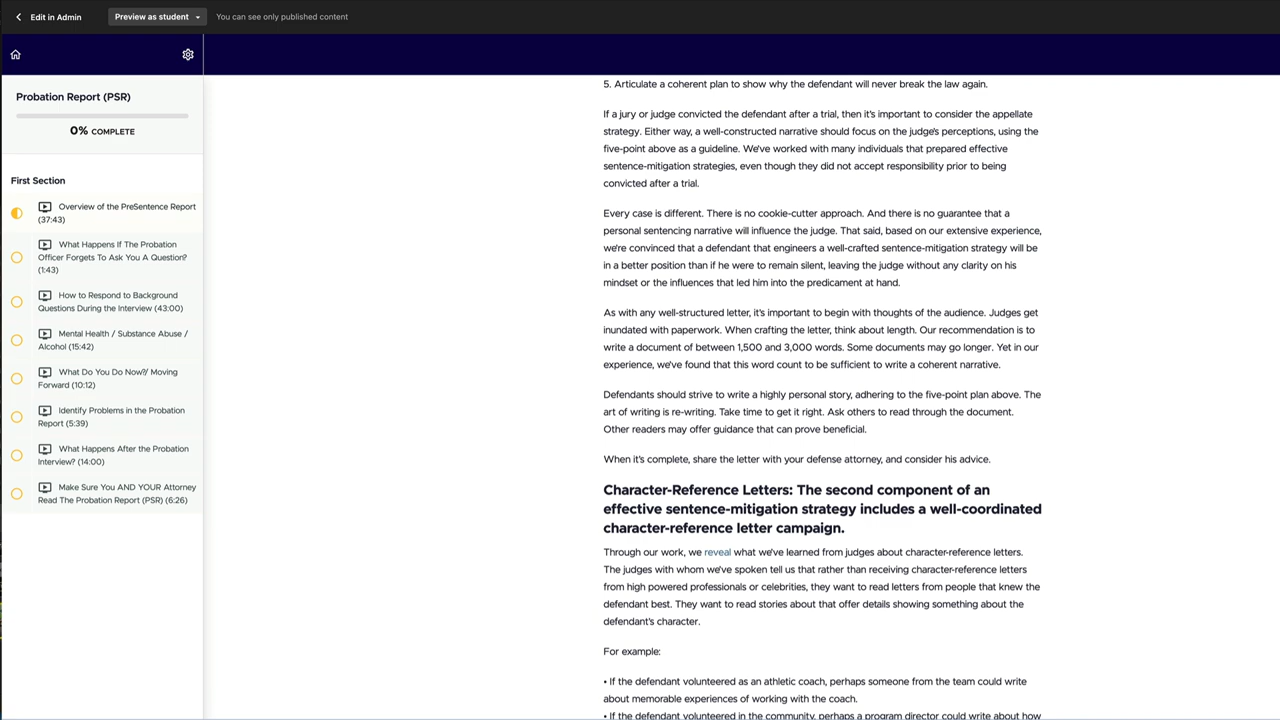 Edit in Admin
Preview as student
You can see only published content
Probation Report (PSR)
0% COMPLETE
First Section
Overview of the PreSentence Report
(37:43)
What Happens If The Probation
Officer Forgets To Ask You A Question?
(1:43)
How to Respond to Background
Questions During the Interview (43:00)
Mental Health / Substance Abuse /
Alcohol (15:42)
What Do You Do Now?/ Moving
Forward (10:12)
Identify Problems in the Probation
Report (5:39)
What Happens After the Probation
Interview? (14:00)
Make Sure You AND YOUR Attorney
Read The Probation Report (PSR) (6:26)
5. Articulate a coherent plan to show why the defendant will never break the law again.
If a jury or judge convicted the defendant after a trial, then it's important to consider the appellate
strategy. Either way, a well-constructed narrative should focus on the judge's perceptions, using the
five-point above as a guideline. We've worked with many individuals that prepared effective
sentence-mitigation strategies, even though they did not accept responsibility prior to being
convicted after a trial.
Every case is different. There is no cookie-cutter approach. And there is no guarantee that a
personal sentencing narrative will influence the judge. That said, based on our extensive experience,
we're convinced that a defendant that engineers a well-crafted sentence-mitigation strategy will be
in a better position than if he were to remain silent, leaving the judge without any clarity on his
mindset or the influences that led him into the predicament at hand.
As with any well-structured letter, it's important to begin with thoughts of the audience. Judges get
inundated with paperwork. When crafting the letter, think about length. Our recommendation is to
write a document of between 1,500 and 3,000 words. Some documents may go longer. Yet in our
experience, we've found that this word count to be sufficient to write a coherent narrative.
Defendants should strive to write a highly personal story, adhering to the five-point plan above. The
art of writing is re-writing. Take time to get it right. Ask others to read through the document.
Other readers may offer guidance that can prove beneficial.
When it's complete, share the letter with your defense attorney, and consider his advice.
Character-Reference Letters: The second component of an
effective sentence-mitigation strategy includes a well-coordinated
character-reference letter campaign.
Through our work, we reveal what we've learned from judges about character-reference letters.
The judges with whom we've spoken tell us that rather than receiving character-reference letters
from high powered professionals or celebrities, they want to read letters from people that knew the
defendant best. They want to read stories about that offer details showing something about the
defendant's character.
For example:
• If the defendant volunteered as an athletic coach, perhaps someone from the team could write
about memorable experiences of working with the coach.
• If the defendant volunteered in the community, perhaps a program director could write about how